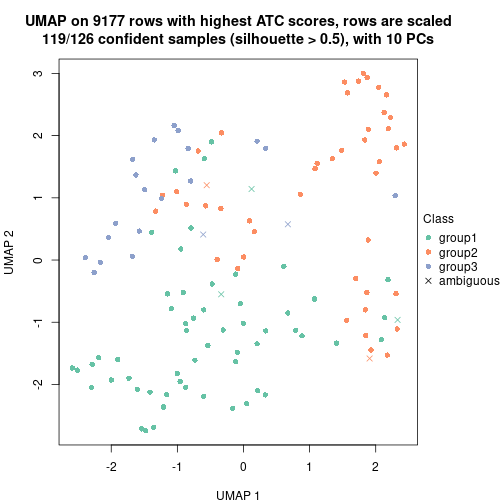 UMAP on 9177 rows with highest ATC scores, rows are scaled
119/126 confident samples (silhouette > 0.5), with 10 PCs
3
2
1
0
-1
-2
UMAP 2
-2
-1
0
1
2
UMAP 1
Class
group1
group2
group3
ambiguous